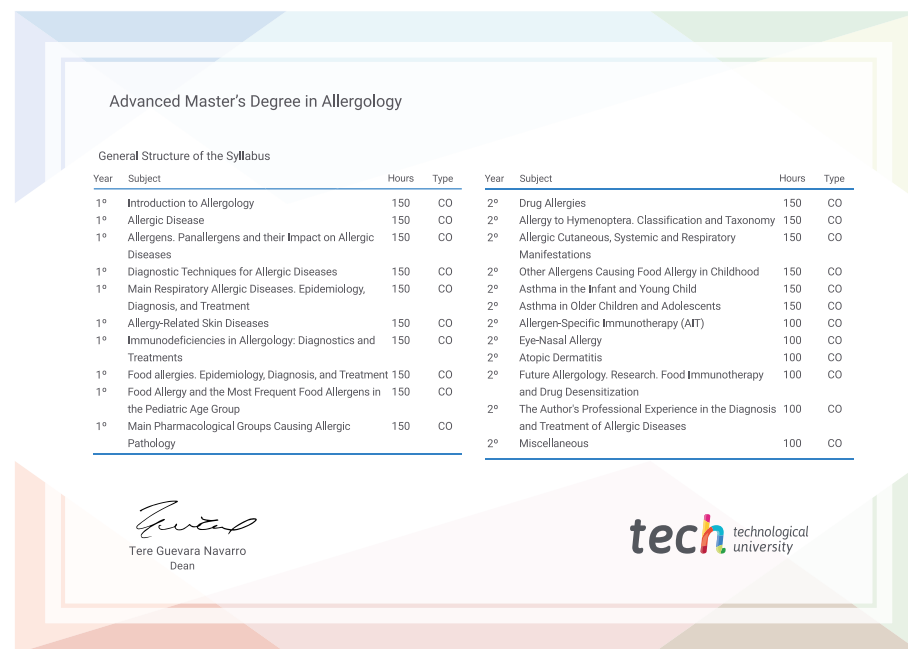 Advanced Master's Degree in Allergology
General Structure of the Syllabus
Year Subject Hours Type
1º Introduction to Allergology 150 CO
1º Allergic Disease 150 CO
1º Allergens. Panallergens and their Impact on Allergic 150 CO
Diseases
1º Diagnostic Techniques for Allergic Diseases 150 CO
1º Main Respiratory Allergic Diseases. Epidemiology, 150 CO
Diagnosis, and Treatment
1º Allergy-Related Skin Diseases 150 CO
1º Immunodeficiencies in Allergology: Diagnostics and 150 CO
Treatments
1º Food allergies. Epidemiology, Diagnosis, and Treatment 150 CO
1º Food Allergy and the Most Frequent Food Allergens in 150 CO
the Pediatric Age Group
1º Main Pharmacological Groups Causing Allergic 150 CO
Pathology
Year Subject Hours Type
2º Drug Allergies 150 CO
2º Allergy to Hymenoptera. Classification and Taxonomy 150 CO
2º Allergic Cutaneous, Systemic and Respiratory 150 CO
Manifestations
2º Other Allergens Causing Food Allergy in Childhood 150 CO
2º Asthma in the Infant and Young Child 150 CO
2º Asthma in Older Children and Adolescents 150 CO
2º Allergen-Specific Immunotherapy (AIT) 100 CO
2º Eye-Nasal Allergy 100 CO
2º Atopic Dermatitis 100 CO
2º Future Allergology. Research. Food Immunotherapy 100 CO
and Drug Desensitization
2º The Author's Professional Experience in the Diagnosis 100 CO
and Treatment of Allergic Diseases
2º Miscellaneous 100 CO
Tere Guevara Navarro
Dean
tech technological
university